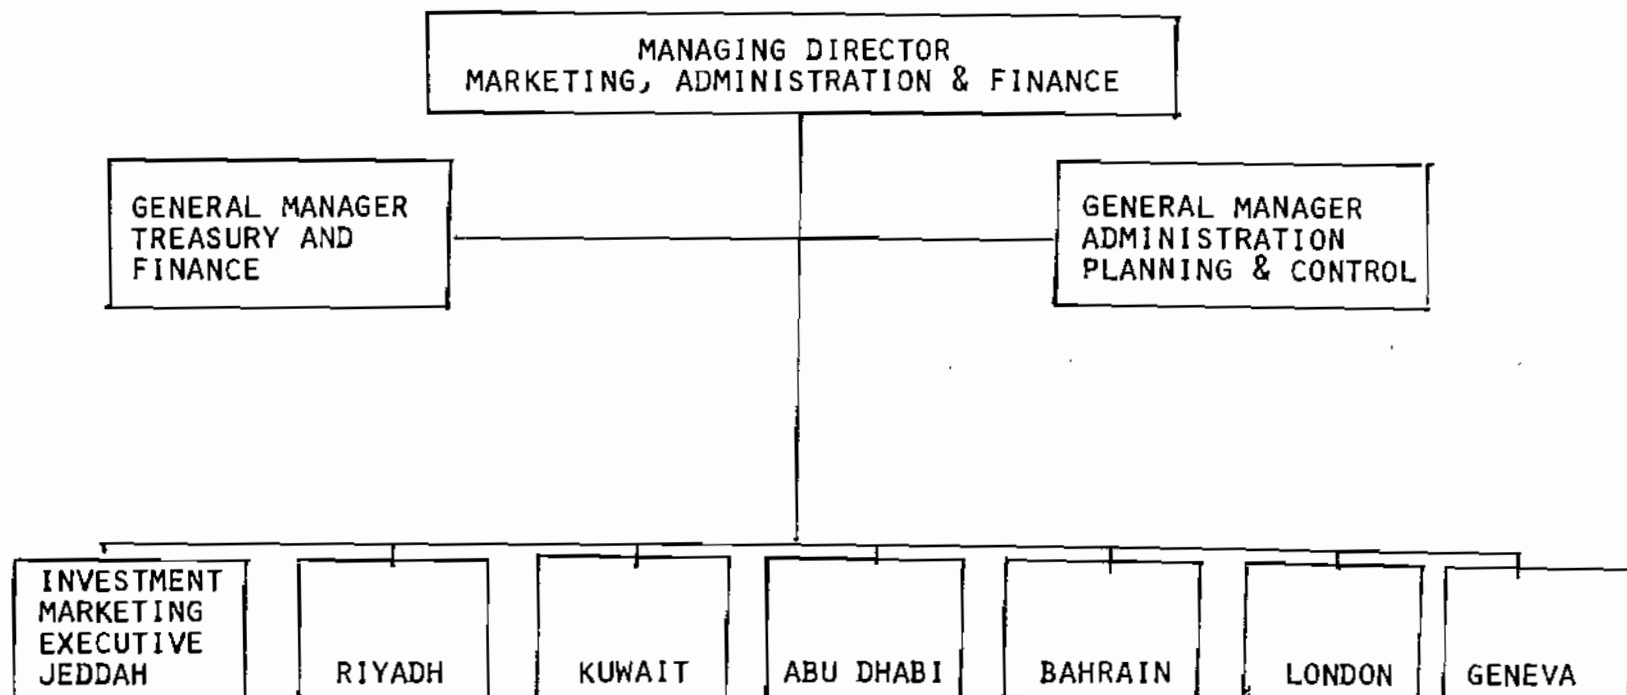 MANAGING DIRECTOR
MARKETING, ADMINISTRATION & FINANCE
GENERAL MANAGER
TREASURY AND
FINANCE
GENERAL MANAGER
ADMINISTRATION
PLANNING & CONTROL
INVESTMENT
MARKETING
EXECUTIVE
JEDDAH
RIYADH
KUWAIT
ABU DHABI
BAHRAIN
LONDON
GENEVA